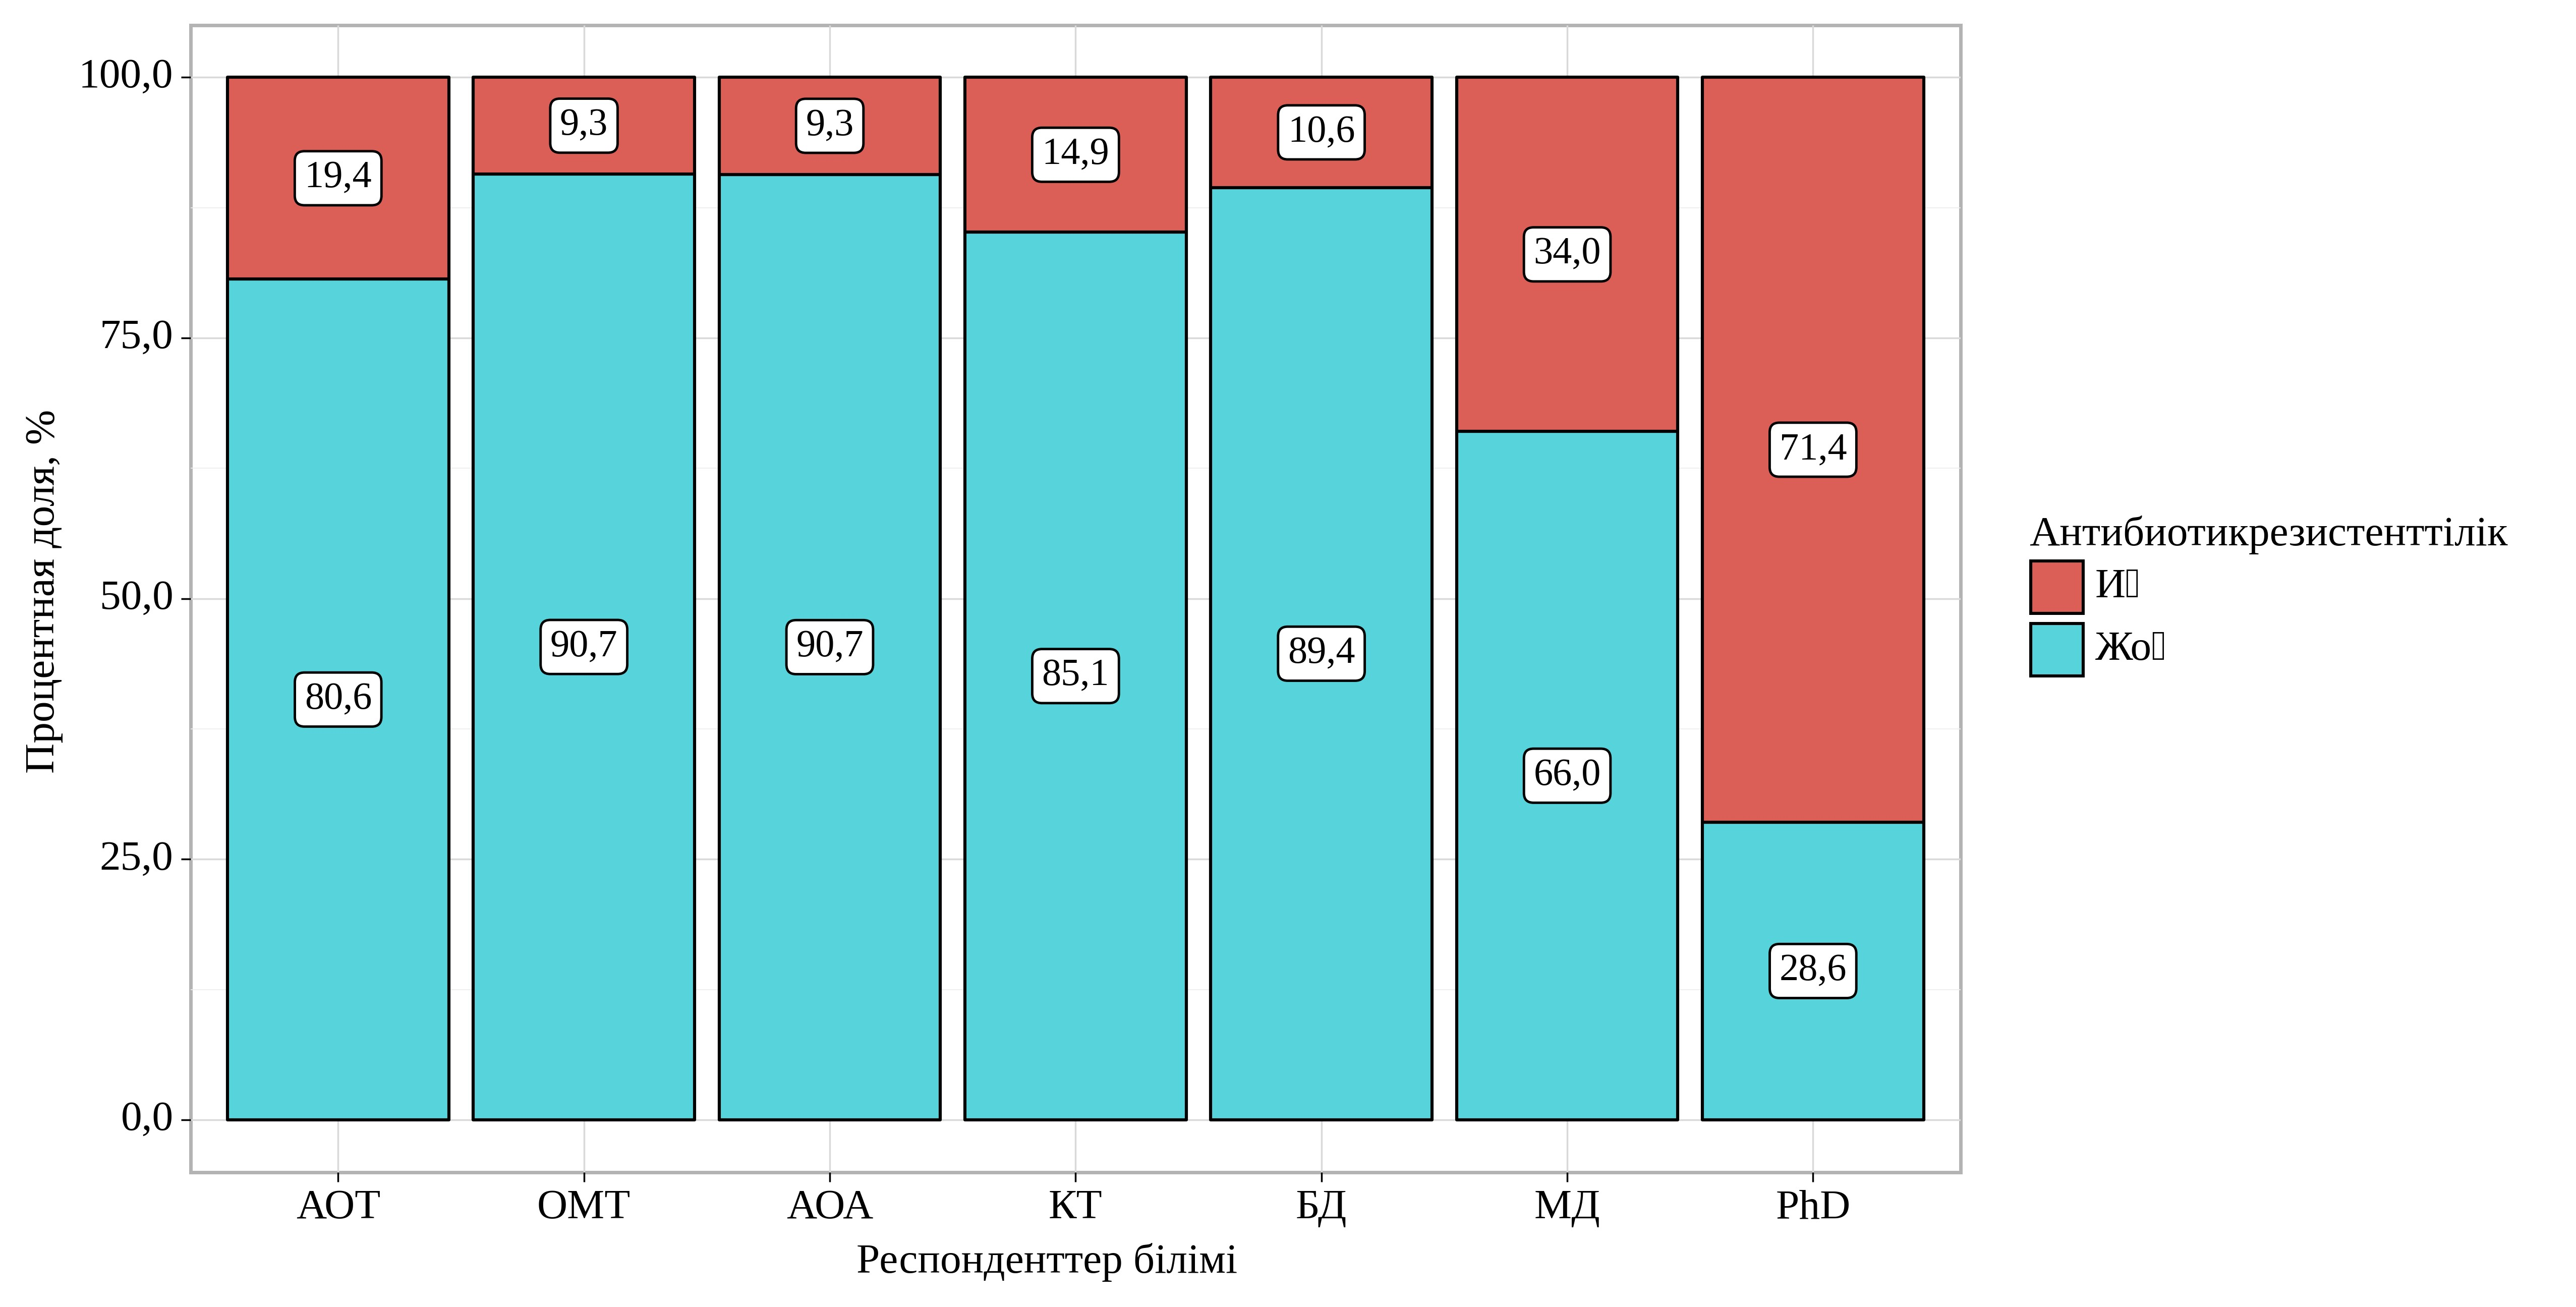 100,0
75,0
50,0
25,0
0,0
Процентная доля, %
19,4
9,3
9,3
14,9
10,6
34,0
71,4
80,6
90,7
90,7
85,1
89,4
66,0
28,6
АОТ
ОМТ
АОА
КТ
БД
МД
PhD
Респонденттер білімі
Антибиотикрезистенттілік
И▯
Жо▯